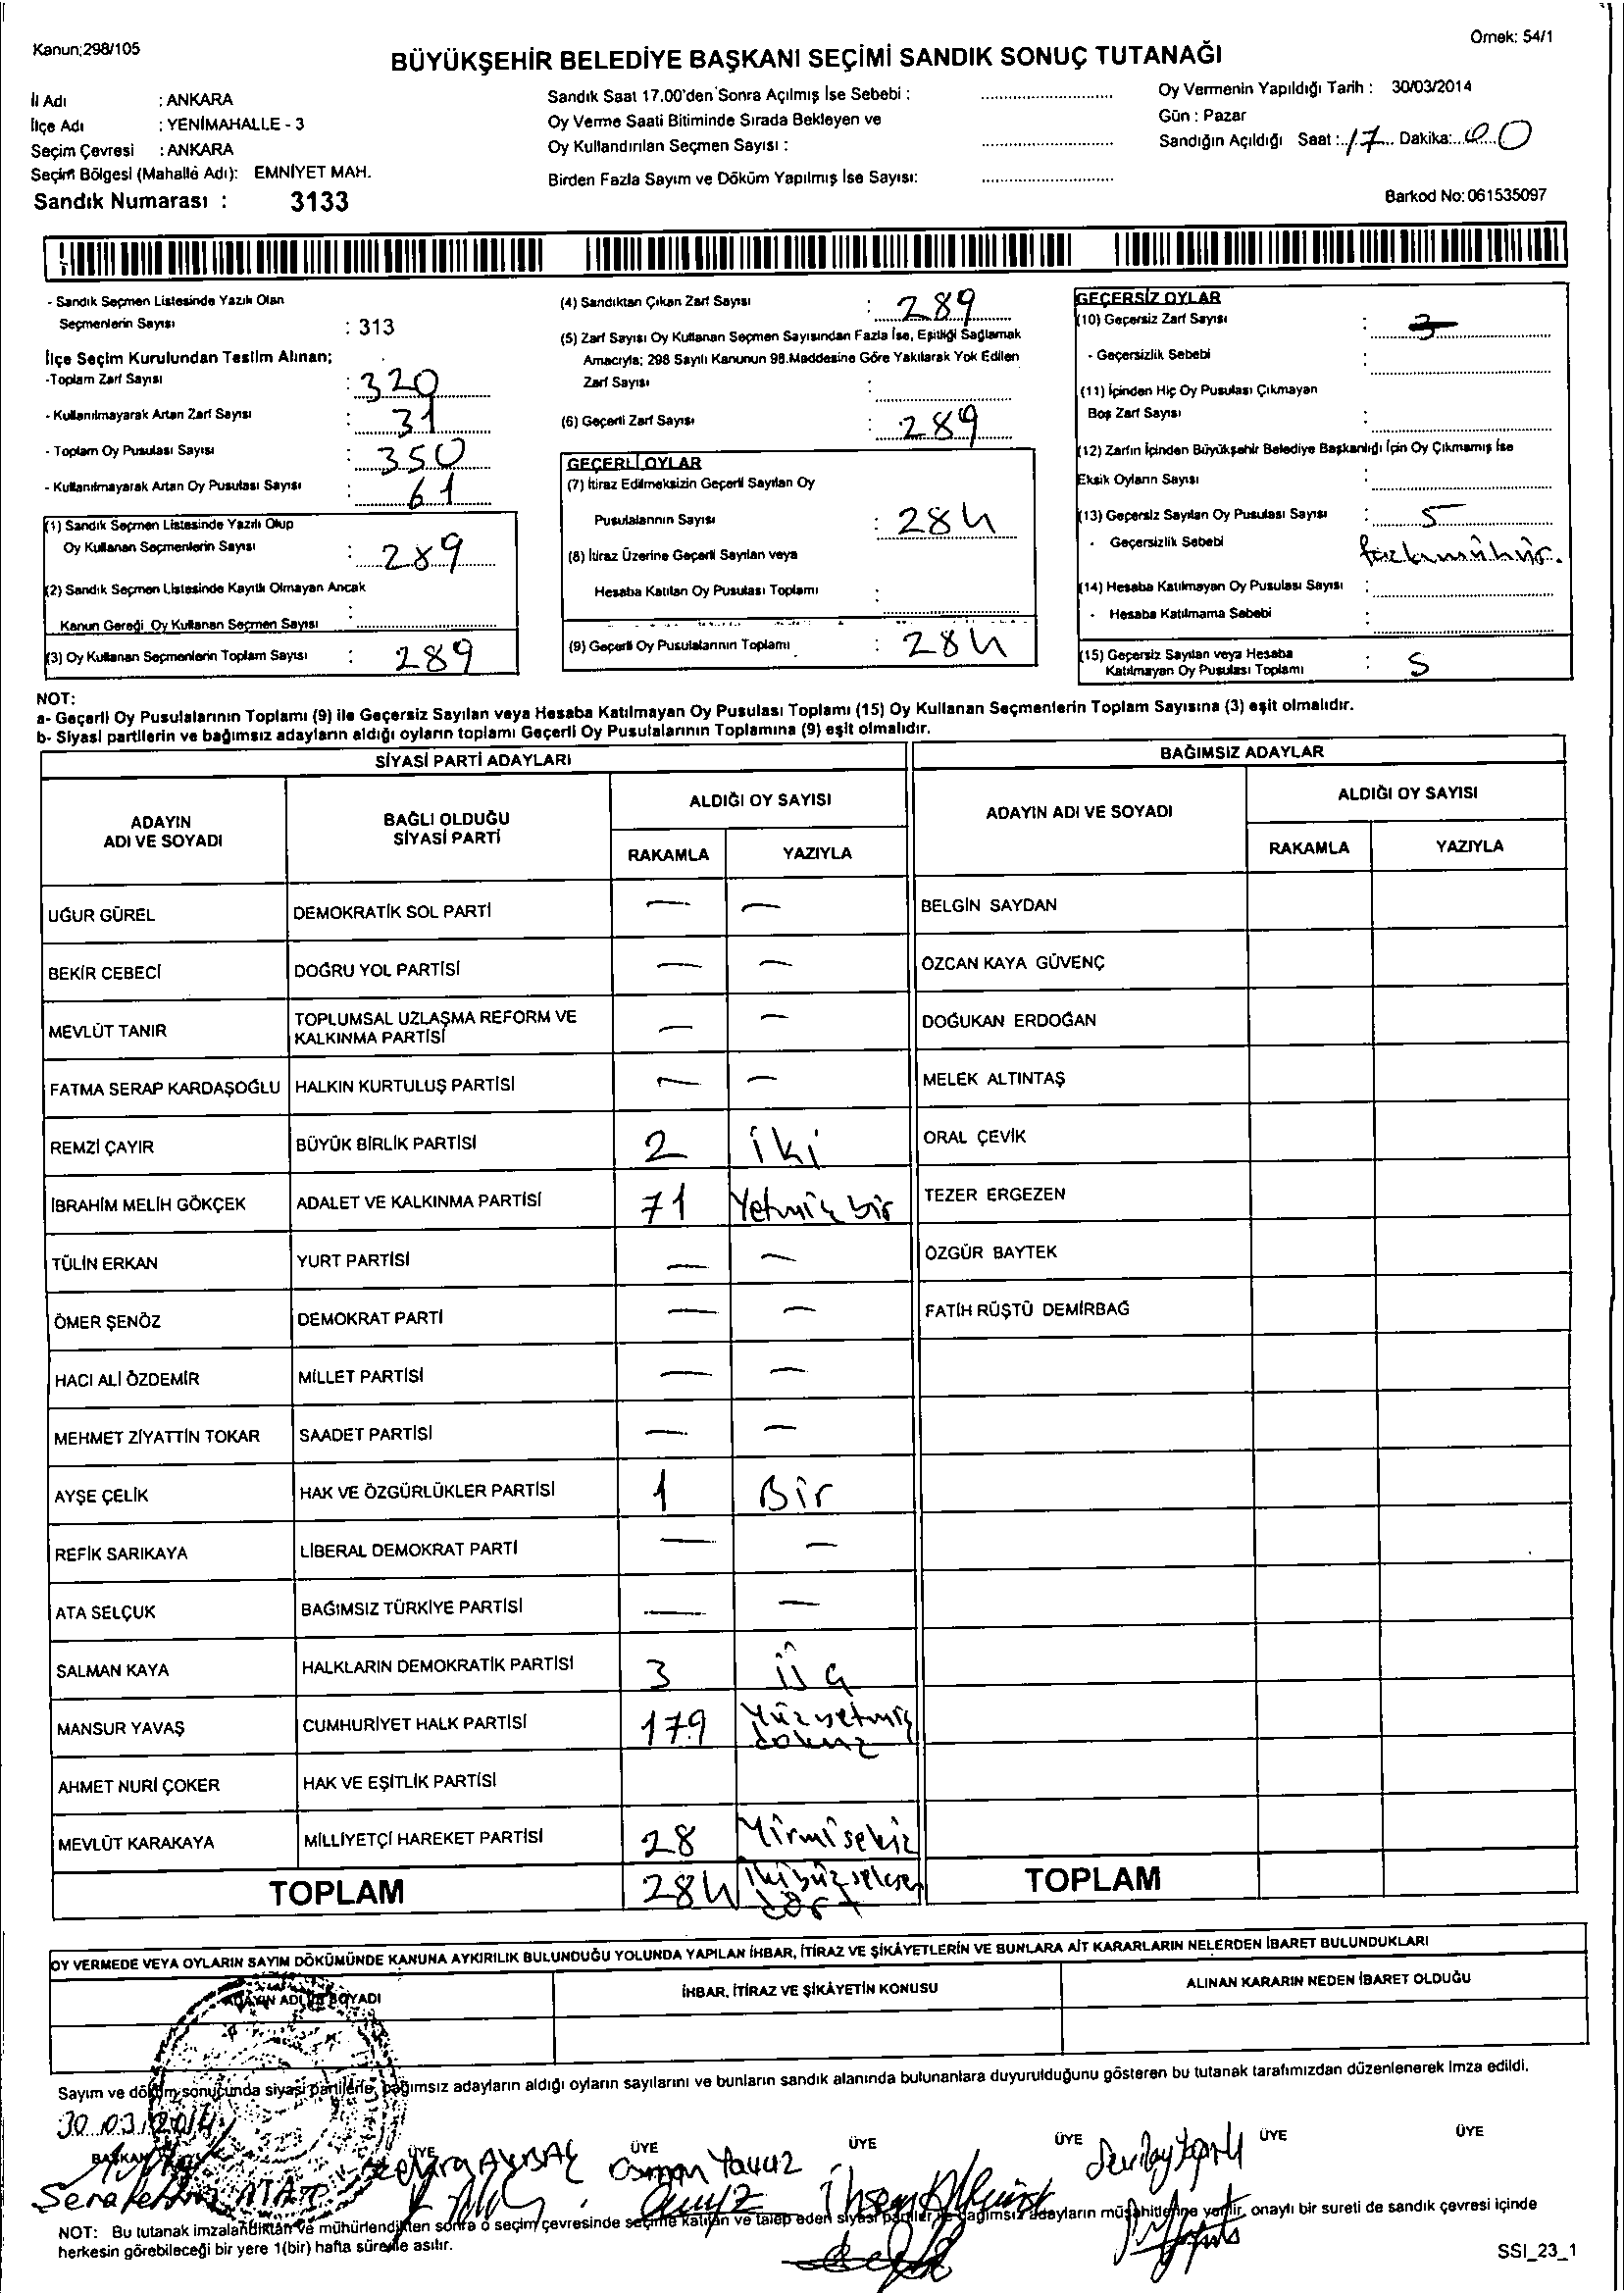 Kanun;298/105
Örnek: 54/1
BÜYÜKŞEHİR BELEDİYE BAŞKANI SEÇİMİ SANDIK SONUÇ TUTANAĞI
İl Adı : ANKARA
İlçe Adı : YENİMAHALLE - 3
Seçim Çevresi : ANKARA
Seçim Bölgesi (Mahalle Adı): EMNİYET MAH.
Sandık Numarası : 3133
Sandık Saat 17.00'den Sonra Açılmış İse Sebebi :
Oy Verme Saati Bitiminde Sırada Bekleyen ve
Oy Kullandırılan Seçmen Sayısı :
Birden Fazla Sayım ve Döküm Yapılmış İse Sayısı:
Oy Vermenin Yapıldığı Tarih : 30/03/2014
Gün : Pazar
Sandığın Açıldığı Saat : 17 Dakika: 00
Barkod No: 061535097
- Sandık Seçmen Listesinde Yazılı Olan
Seçmenlerin Sayısı : 313
İlçe Seçim Kurulundan Teslim Alınan;
-Toplam Zarf Sayısı : 320
- Kullanılmayarak Artan Zarf Sayısı : 31
- Toplam Oy Pusulası Sayısı : 350
- Kullanılmayarak Artan Oy Pusulası Sayısı : 61
(1) Sandık Seçmen Listesinde Yazılı Olup
Oy Kullanan Seçmenlerin Sayısı : 289
(2) Sandık Seçmen Listesinde Kayıtlı Olmayan Ancak
Kanun Gereği Oy Kullanan Seçmen Sayısı :
(3) Oy Kullanan Seçmenlerin Toplam Sayısı : 289
(4) Sandıktan Çıkan Zarf Sayısı : 289
(5) Zarf Sayısı Oy Kullanan Seçmen Sayısından Fazla İse, Eşitliği Sağlamak
Amacıyla; 298 Sayılı Kanunun 98.Maddesine Göre Yakılarak Yok Edilen
Zarf Sayısı :
(6) Geçerli Zarf Sayısı : 289
GEÇERLİ OYLAR
(7) İtiraz Edilmeksizin Geçerli Sayılan Oy
Pusulalarının Sayısı : 284
(8) İtiraz Üzerine Geçerli Sayılan veya
Hesaba Katılan Oy Pusulası Toplamı :
(9) Geçerli Oy Pusulalarının Toplamı : 284
GEÇERSİZ OYLAR
(10) Geçersiz Zarf Sayısı :
- Geçersizlik Sebebi :
(11) İçinden Hiç Oy Pusulası Çıkmayan
Boş Zarf Sayısı :
(12) Zarfın İçinden Büyükşehir Belediye Başkanlığı İçin Oy Çıkmamış İse
Eksik Oyların Sayısı :
(13) Geçersiz Sayılan Oy Pusulası Sayısı : 5
- Geçersizlik Sebebi : fazla mühür.
(14) Hesaba Katılmayan Oy Pusulası Sayısı :
- Hesaba Katılmama Sebebi :
(15) Geçersiz Sayılan veya Hesaba
Katılmayan Oy Pusulası Toplamı : 5
NOT:
a- Geçerli Oy Pusulalarının Toplamı (9) ile Geçersiz Sayılan veya Hesaba Katılmayan Oy Pusulası Toplamı (15) Oy Kullanan Seçmenlerin Toplam Sayısına (3) eşit olmalıdır.
b- Siyasi partilerin ve bağımsız adayların aldığı oyların toplamı Geçerli Oy Pusulalarının Toplamına (9) eşit olmalıdır.
SİYASİ PARTİ ADAYLARI
ADAYIN ADI VE SOYADI
BAĞLI OLDUĞU SİYASİ PARTİ
ALDIĞI OY SAYISI
RAKAMLA YAZIYLA
UĞUR GÜREL DEMOKRATİK SOL PARTİ — —
BEKİR CEBECİ DOĞRU YOL PARTİSİ — —
MEVLÜT TANIR TOPLUMSAL UZLAŞMA REFORM VE KALKINMA PARTİSİ — —
FATMA SERAP KARDAŞOĞLU HALKIN KURTULUŞ PARTİSİ — —
REMZİ ÇAYIR BÜYÜK BİRLİK PARTİSİ 2 iki
İBRAHİM MELİH GÖKÇEK ADALET VE KALKINMA PARTİSİ 71 Yetmiş bir
TÜLİN ERKAN YURT PARTİSİ — —
ÖMER ŞENÖZ DEMOKRAT PARTİ — —
HACI ALİ ÖZDEMİR MİLLET PARTİSİ — —
MEHMET ZİYATTİN TOKAR SAADET PARTİSİ — —
AYŞE ÇELİK HAK VE ÖZGÜRLÜKLER PARTİSİ 1 Bir
REFİK SARIKAYA LİBERAL DEMOKRAT PARTİ — —
ATA SELÇUK BAĞIMSIZ TÜRKİYE PARTİSİ — —
SALMAN KAYA HALKLARIN DEMOKRATİK PARTİSİ 3 üç
MANSUR YAVAŞ CUMHURİYET HALK PARTİSİ 179 Yüzyetmiş dokuz
AHMET NURİ ÇOKER HAK VE EŞİTLİK PARTİSİ
MEVLÜT KARAKAYA MİLLİYETÇİ HAREKET PARTİSİ 28 Yirmisekiz
TOPLAM 284 ikiyüzseksen dört
BAĞIMSIZ ADAYLAR
ADAYIN ADI VE SOYADI
ALDIĞI OY SAYISI
RAKAMLA YAZIYLA
BELGİN SAYDAN
ÖZCAN KAYA GÜVENÇ
DOĞUKAN ERDOĞAN
MELEK ALTINTAŞ
ORAL ÇEVİK
TEZER ERGEZEN
ÖZGÜR BAYTEK
FATİH RÜŞTÜ DEMİRBAĞ
TOPLAM
OY VERMEDE VEYA OYLARIN SAYIM DÖKÜMÜNDE KANUNA AYKIRILIK BULUNDUĞU YOLUNDA YAPILAN İHBAR, İTİRAZ VE ŞİKÂYETLERİN VE BUNLARA AİT KARARLARIN NELERDEN İBARET BULUNDUKLARI
ADAYIN ADI VE SOYADI
İHBAR, İTİRAZ VE ŞİKÂYETİN KONUSU
ALINAN KARARIN NEDEN İBARET OLDUĞU
Sayım ve döküm sonucunda siyasi partilerle, bağımsız adayların aldığı oyların sayılarını ve bunların sandık alanında bulunanlara duyurulduğunu gösteren bu tutanak tarafımızdan düzenlenerek imza edildi.
30.03.2014
BAŞKAN ÜYE ÜYE ÜYE ÜYE ÜYE ÜYE
Osman Yavuz
NOT: Bu tutanak imzalandıktan ve mühürlendikten sonra o seçim çevresinde seçime katılan ve talep eden siyasi partiler ile bağımsız adayların müşahitlerine verilir, onaylı bir sureti de sandık çevresi içinde
herkesin görebileceği bir yere 1(bir) hafta süreyle asılır.
SSI_23_1